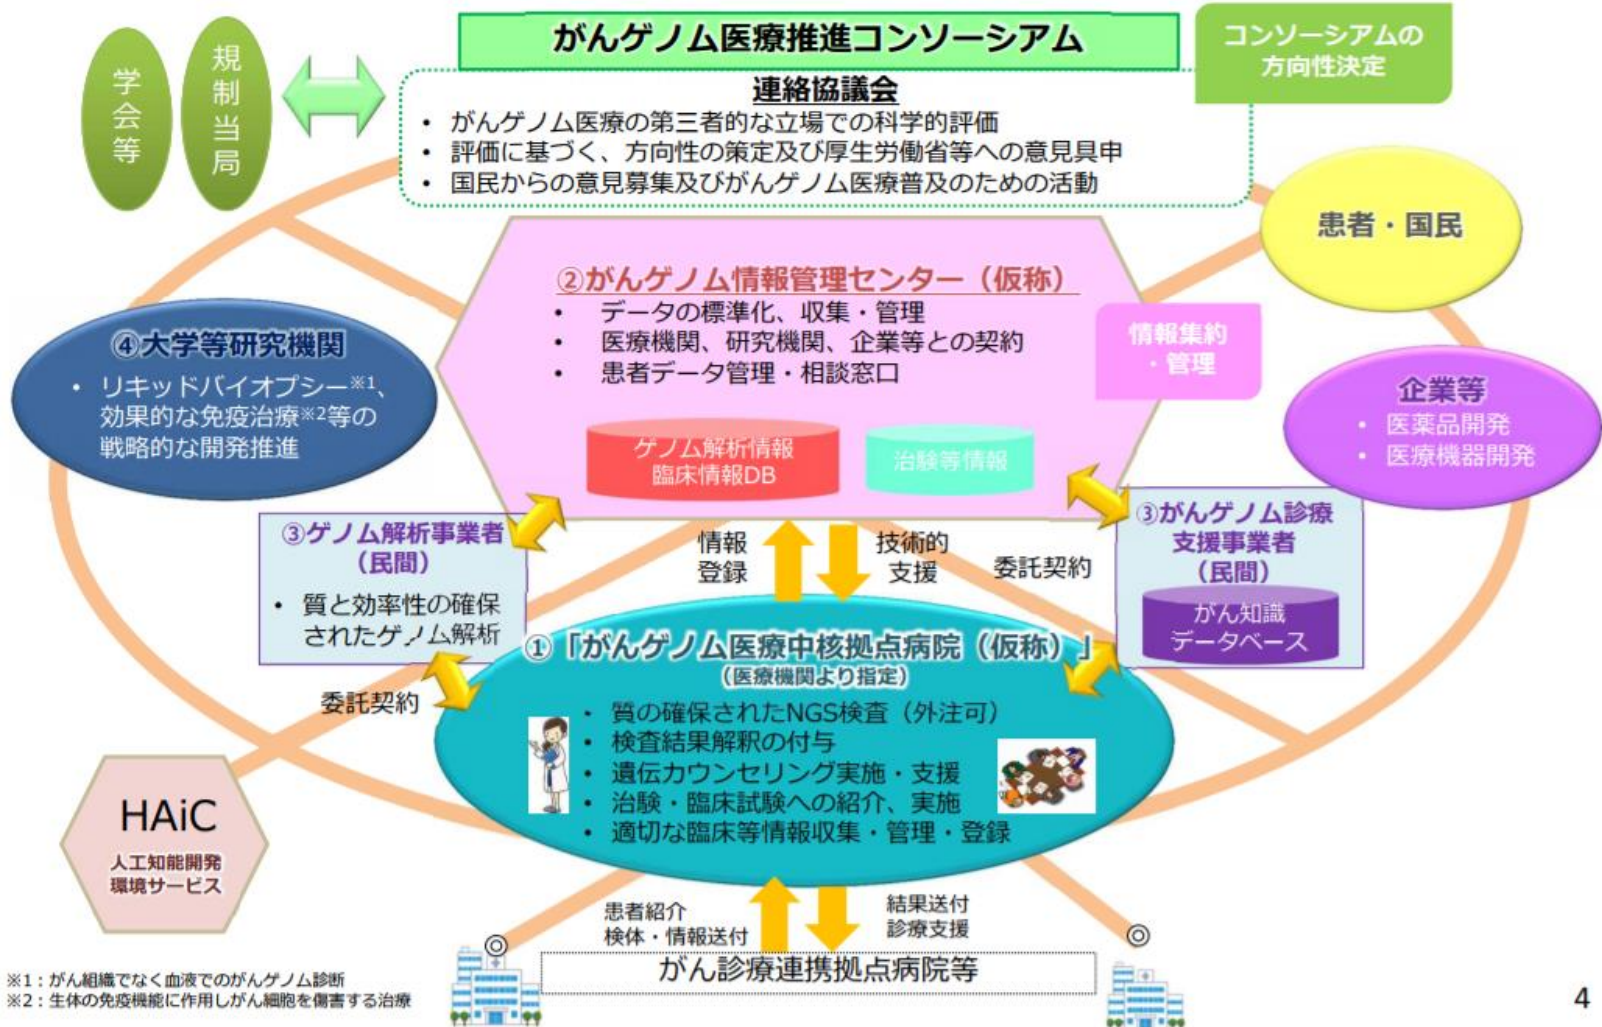 がんゲノム医療推進コンソーシアム
コンソーシアムの
方向性決定
学会等
規制当局
連絡協議会
• がんゲノム医療の第三者的な立場での科学的評価
• 評価に基づく、方向性の策定及び厚生労働省等への意見具申
• 国民からの意見募集及びがんゲノム医療普及のための活動
患者・国民
②がんゲノム情報管理センター（仮称）
• データの標準化、収集・管理
• 医療機関、研究機関、企業等との契約
• 患者データ管理・相談窓口
情報集約
・管理
ゲノム解析情報
臨床情報DB
治験等情報
④大学等研究機関
• リキッドバイオプシー※1、
効果的な免疫治療※2等の
戦略的な開発推進
企業等
• 医薬品開発
• 医療機器開発
③ゲノム解析事業者
（民間）
• 質と効率性の確保
されたゲノム解析
情報
登録
技術的
支援
委託契約
③がんゲノム診療
支援事業者
（民間）
がん知識
データベース
委託契約
①「がんゲノム医療中核拠点病院（仮称）」
（医療機関より指定）
• 質の確保されたNGS検査（外注可）
• 検査結果解釈の付与
• 遺伝カウンセリング実施・支援
• 治験・臨床試験への紹介、実施
• 適切な臨床等情報収集・管理・登録
HAiC
人工知能開発
環境サービス
患者紹介
検体・情報送付
結果送付
診療支援
がん診療連携拠点病院等
※1：がん組織でなく血液でのがんゲノム診断
※2：生体の免疫機能に作用しがん細胞を傷害する治療
4